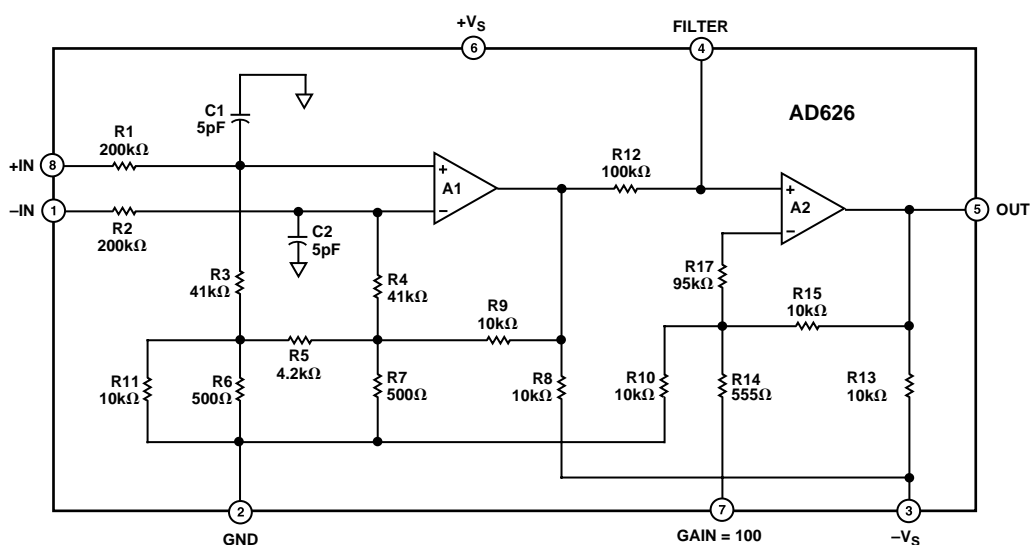 +VS
6
FILTER
4
AD626
C1
5pF
R1
200kΩ
+IN
8
–IN
1
R2
200kΩ
C2
5pF
+
A1
–
R12
100kΩ
+
A2
–
5
OUT
R3
41kΩ
R4
41kΩ
R17
95kΩ
R9
10kΩ
R15
10kΩ
R5
4.2kΩ
R11
10kΩ
R6
500Ω
R7
500Ω
R8
10kΩ
R10
10kΩ
R14
555Ω
R13
10kΩ
2
GND
7
GAIN = 100
3
–VS